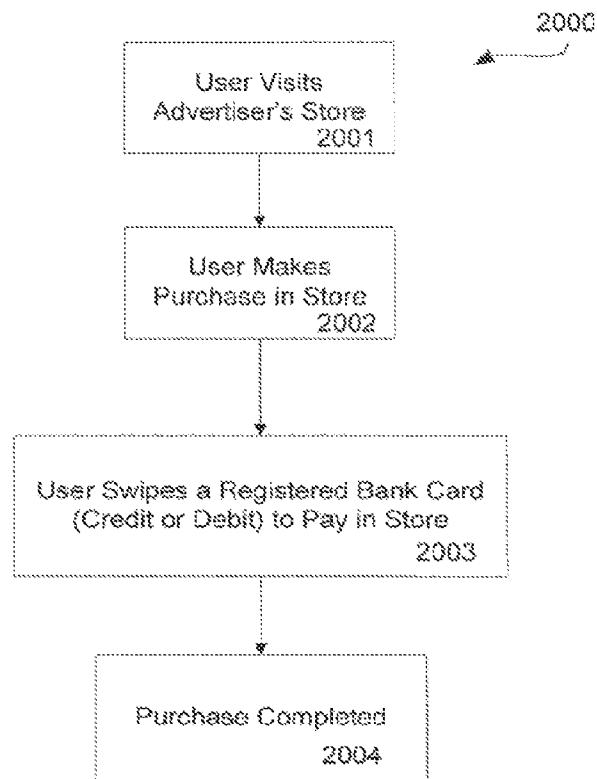 2000
User Visits
Advertiser's Store
2001
User Makes
Purchase in Store
2002
User Swipes a Registered Bank Card
(Credit or Debit) to Pay in Store
2003
Purchase Completed
2004